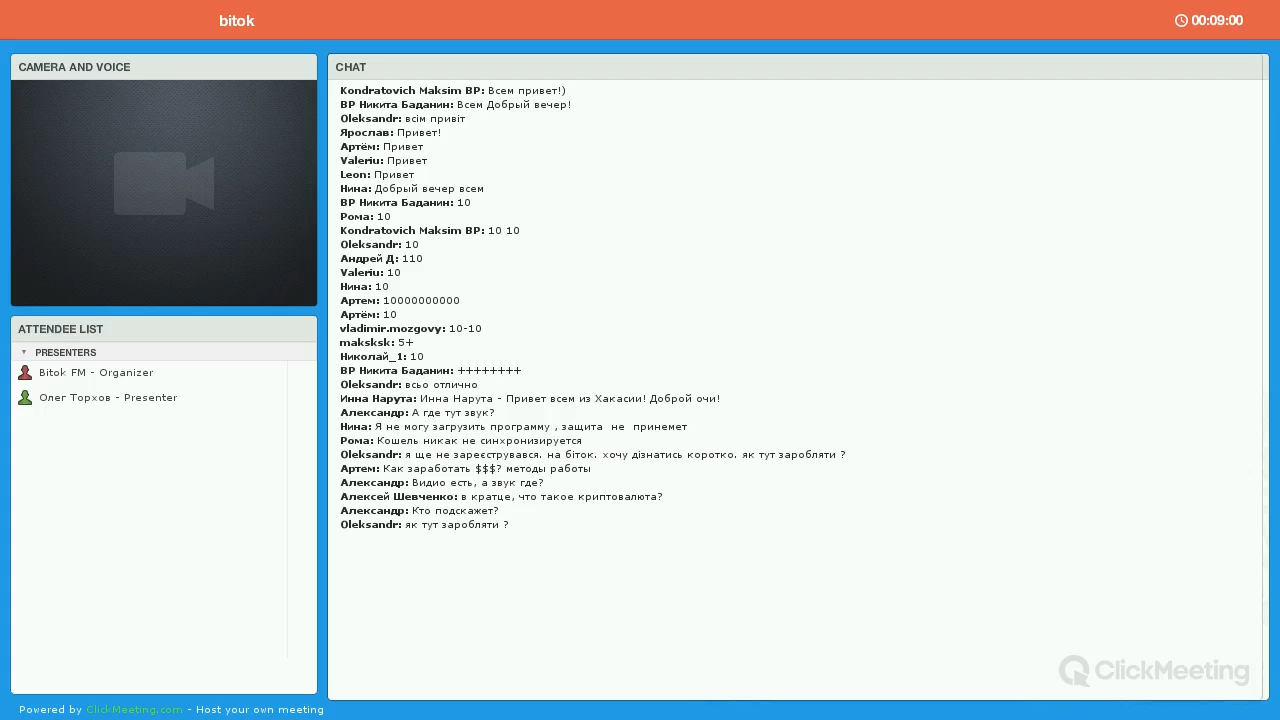 bitok
00:09:00
CAMERA AND VOICE
ATTENDEE LIST
PRESENTERS
Bitok FM - Organizer
Олег Торхов - Presenter
CHAT
Kondratovich Maksim BP: Всем привет!)
ВР Никита Баданин: Всем Добрый вечер!
Oleksandr: всім привіт
Ярослав: Привет!
Артём: Привет
Valeriu: Привет
Leon: Привет
Нина: Добрый вечер всем
ВР Никита Баданин: 10
Рома: 10
Kondratovich Maksim BP: 10 10
Oleksandr: 10
Андрей Д: 110
Valeriu: 10
Нина: 10
Артем: 10000000000
Артём: 10
vladimir.mozgovy: 10-10
maksksk: 5+
Николай_1: 10
ВР Никита Баданин: ++++++++
Oleksandr: всьо отлично
Инна Нарута: Инна Нарута - Привет всем из Хакасии! Доброй очи!
Александр: А где тут звук?
Нина: Я не могу загрузить программу , защита  не  принемет
Рома: Кошель никак не синхронизируется
Oleksandr: я ще не зареєструвався. на біток. хочу дізнатись коротко. як тут заробляти ?
Артем: Как заработать $$$? методы работы
Александр: Видио есть, а звук где?
Алексей Шевченко: в кратце, что такое криптовалюта?
Александр: Кто подскажет?
Oleksandr: як тут заробляти ?
ClickMeeting
Powered by ClickMeeting.com - Host your own meeting